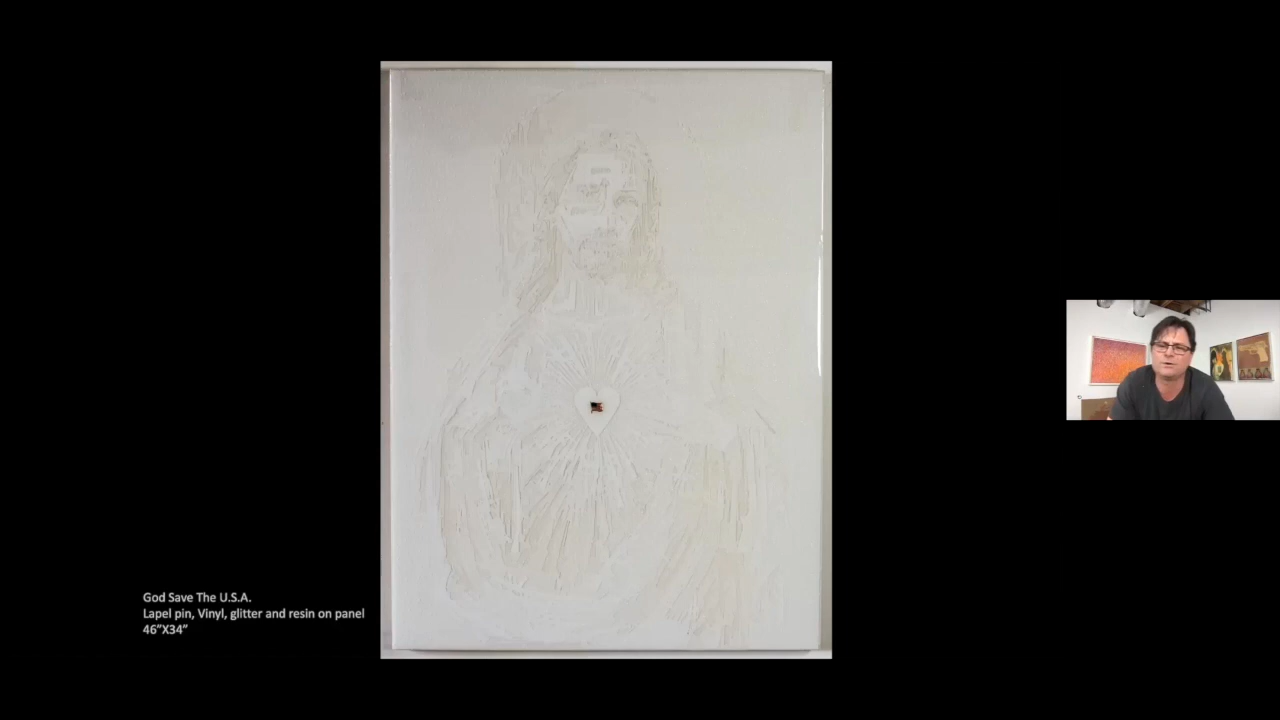 God Save The U.S.A.
Lapel pin, Vinyl, glitter and resin on panel
46”X34”